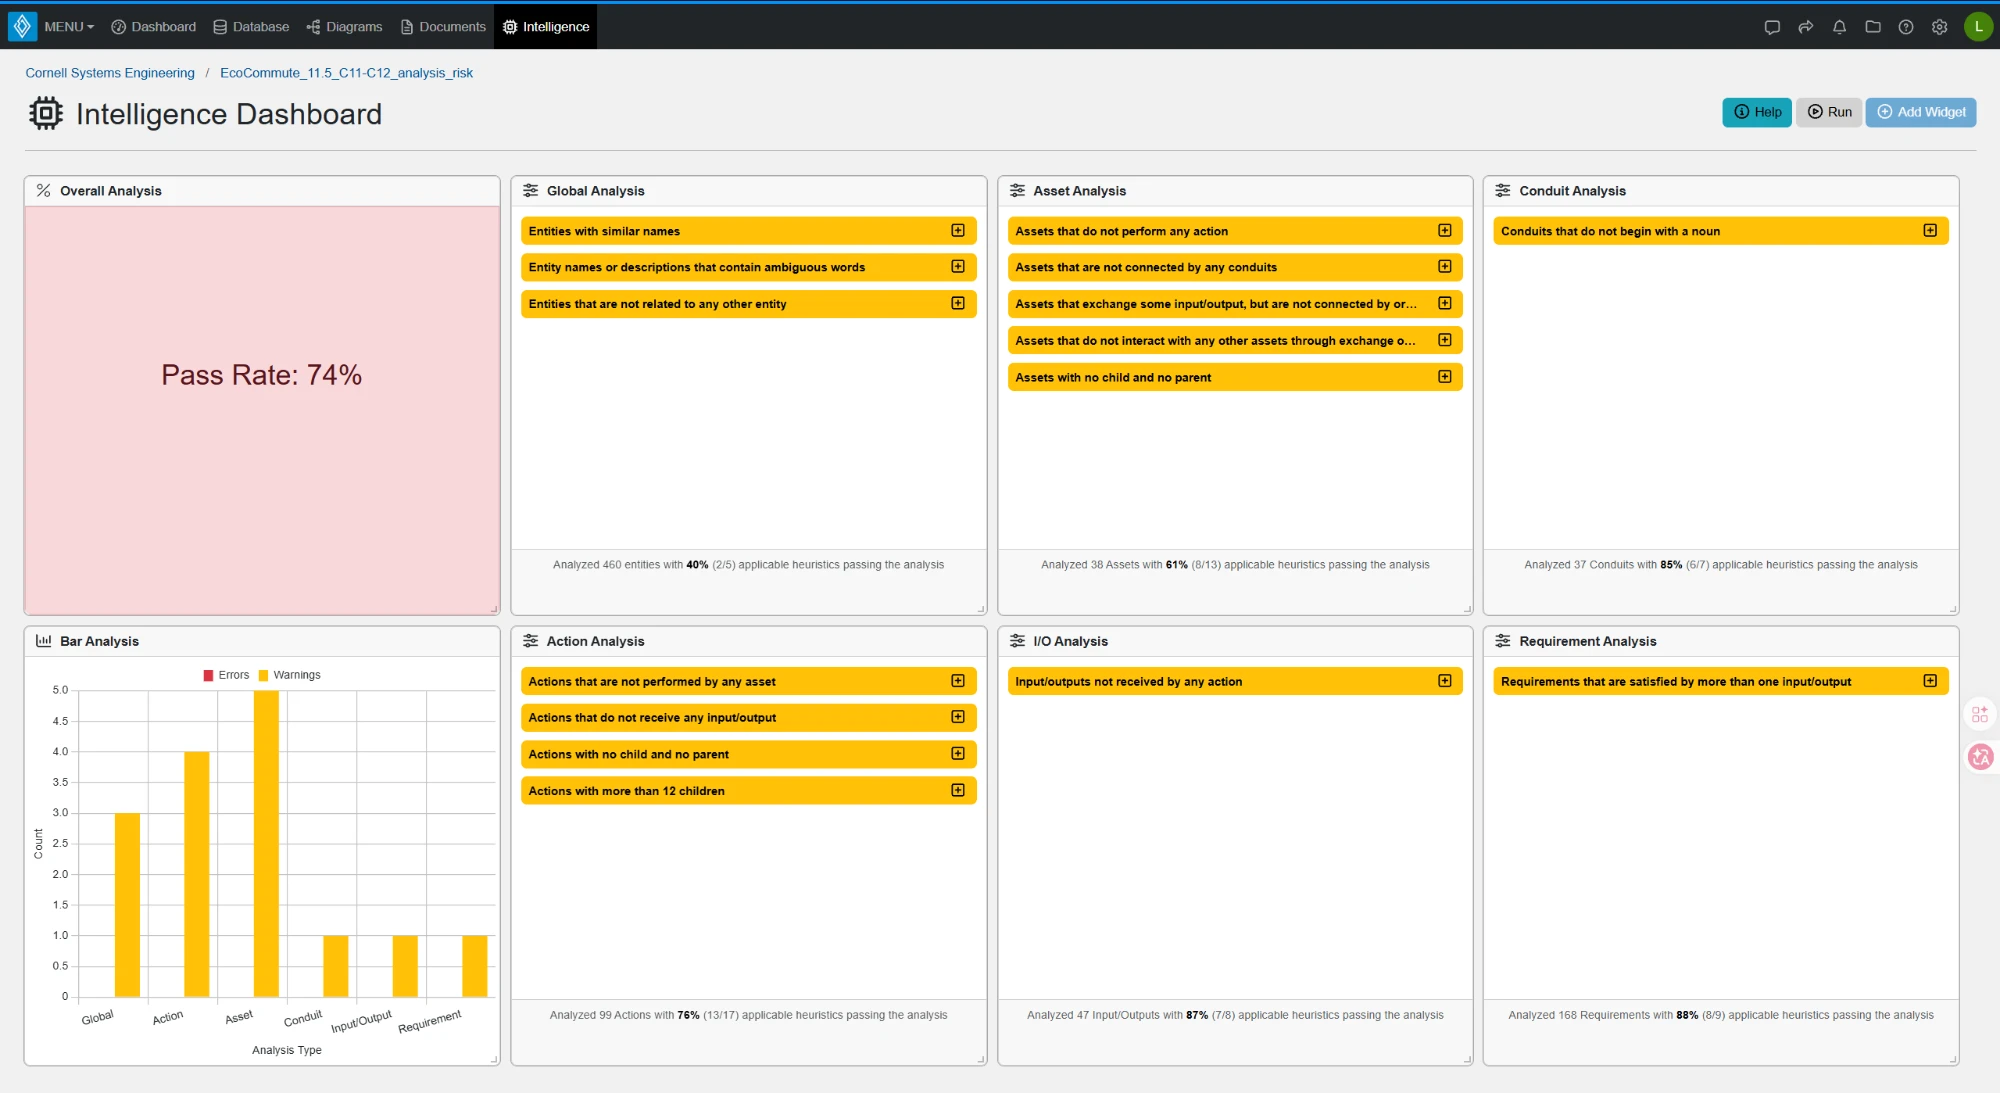 MENU Dashboard Database Diagrams Documents Intelligence L
Cornell Systems Engineering / EcoCommute_11.5_C11-C12_analysis_risk
Intelligence Dashboard
Help Run Add Widget
Overall Analysis
Pass Rate: 74%
Global Analysis
Entities with similar names
Entity names or descriptions that contain ambiguous words
Entities that are not related to any other entity
Analyzed 460 entities with 40% (2/5) applicable heuristics passing the analysis
Asset Analysis
Assets that do not perform any action
Assets that are not connected by any conduits
Assets that exchange some input/output, but are not connected by or...
Assets that do not interact with any other assets through exchange o...
Assets with no child and no parent
Analyzed 38 Assets with 61% (8/13) applicable heuristics passing the analysis
Conduit Analysis
Conduits that do not begin with a noun
Analyzed 37 Conduits with 85% (6/7) applicable heuristics passing the analysis
Bar Analysis
Errors Warnings
5.0
4.5
4.0
3.5
3.0
2.5
2.0
1.5
1.0
0.5
0
Count
Global Action Asset Conduit Input/Output Requirement
Analysis Type
Action Analysis
Actions that are not performed by any asset
Actions that do not receive any input/output
Actions with no child and no parent
Actions with more than 12 children
Analyzed 99 Actions with 76% (13/17) applicable heuristics passing the analysis
I/O Analysis
Input/outputs not received by any action
Analyzed 47 Input/Outputs with 87% (7/8) applicable heuristics passing the analysis
Requirement Analysis
Requirements that are satisfied by more than one input/output
Analyzed 168 Requirements with 88% (8/9) applicable heuristics passing the analysis